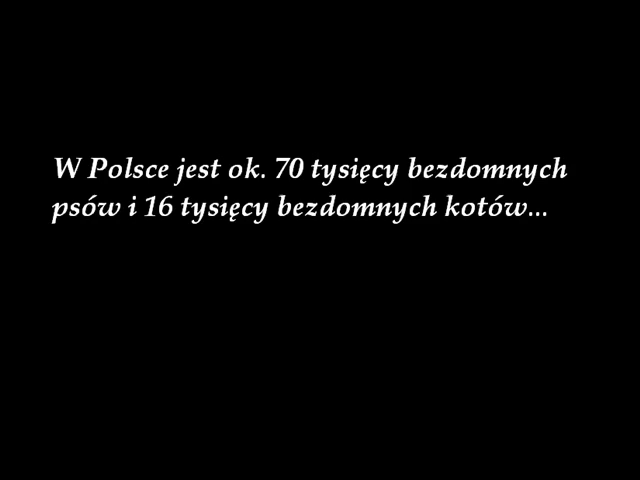 W Polsce jest ok. 70 tysięcy bezdomnych
psów i 16 tysięcy bezdomnych kotów...